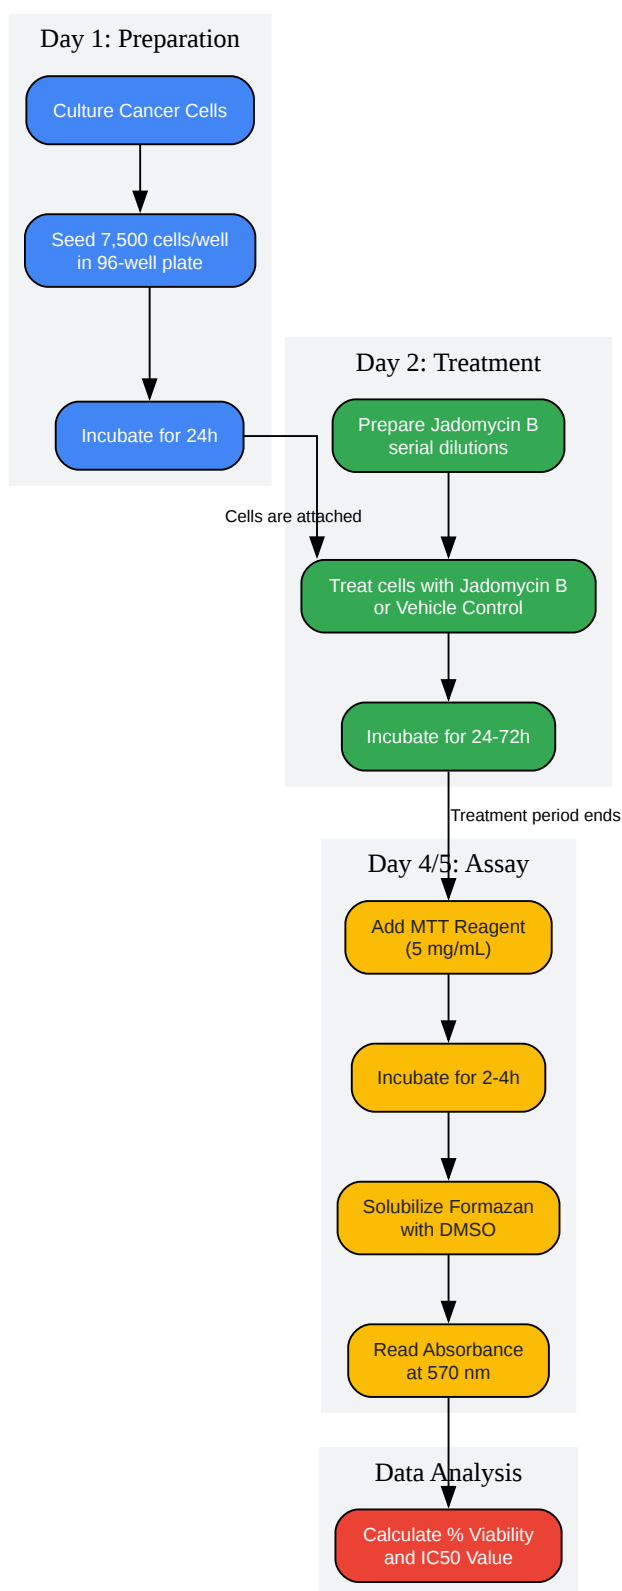 Day 1: Preparation
Culture Cancer Cells
Seed 7,500 cells/well
in 96-well plate
Incubate for 24h
Cells are attached
Day 2: Treatment
Prepare Jadomycin B
serial dilutions
Treat cells with Jadomycin B
or Vehicle Control
Incubate for 24-72h
Treatment period ends
Day 4/5: Assay
Add MTT Reagent
(5 mg/mL)
Incubate for 2-4h
Solubilize Formazan
with DMSO
Read Absorbance
at 570 nm
Data Analysis
Calculate % Viability
and IC50 Value